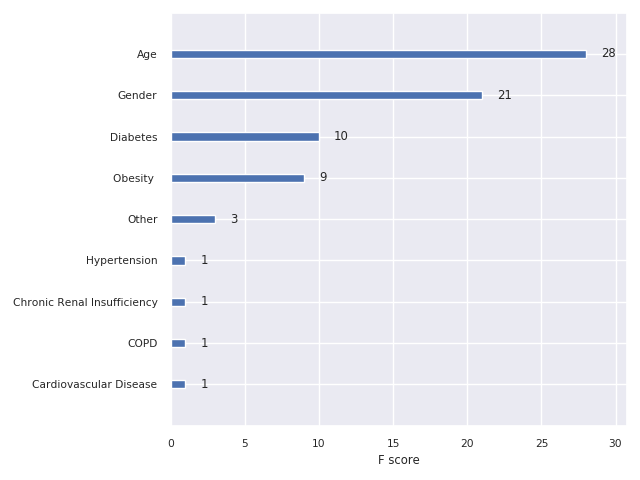 Age 28
Gender 21
Diabetes 10
Obesity 9
Other 3
Hypertension 1
Chronic Renal Insufficiency 1
COPD 1
Cardiovascular Disease 1
0 5 10 15 20 25 30
F score